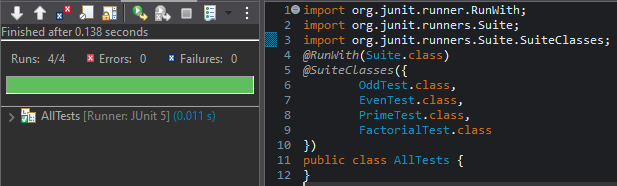 Finished after 0.138 seconds
Runs: 4/4 Errors: 0 Failures: 0
AllTests [Runner: JUnit 5] (0.011 s)
1 import org.junit.runner.RunWith;
2 import org.junit.runners.Suite;
3 import org.junit.runners.Suite.SuiteClasses;
4 @RunWith(Suite.class)
5 @SuiteClasses({
6 OddTest.class,
7 EvenTest.class,
8 PrimeTest.class,
9 FactorialTest.class
10 })
11 public class AllTests {
12 }